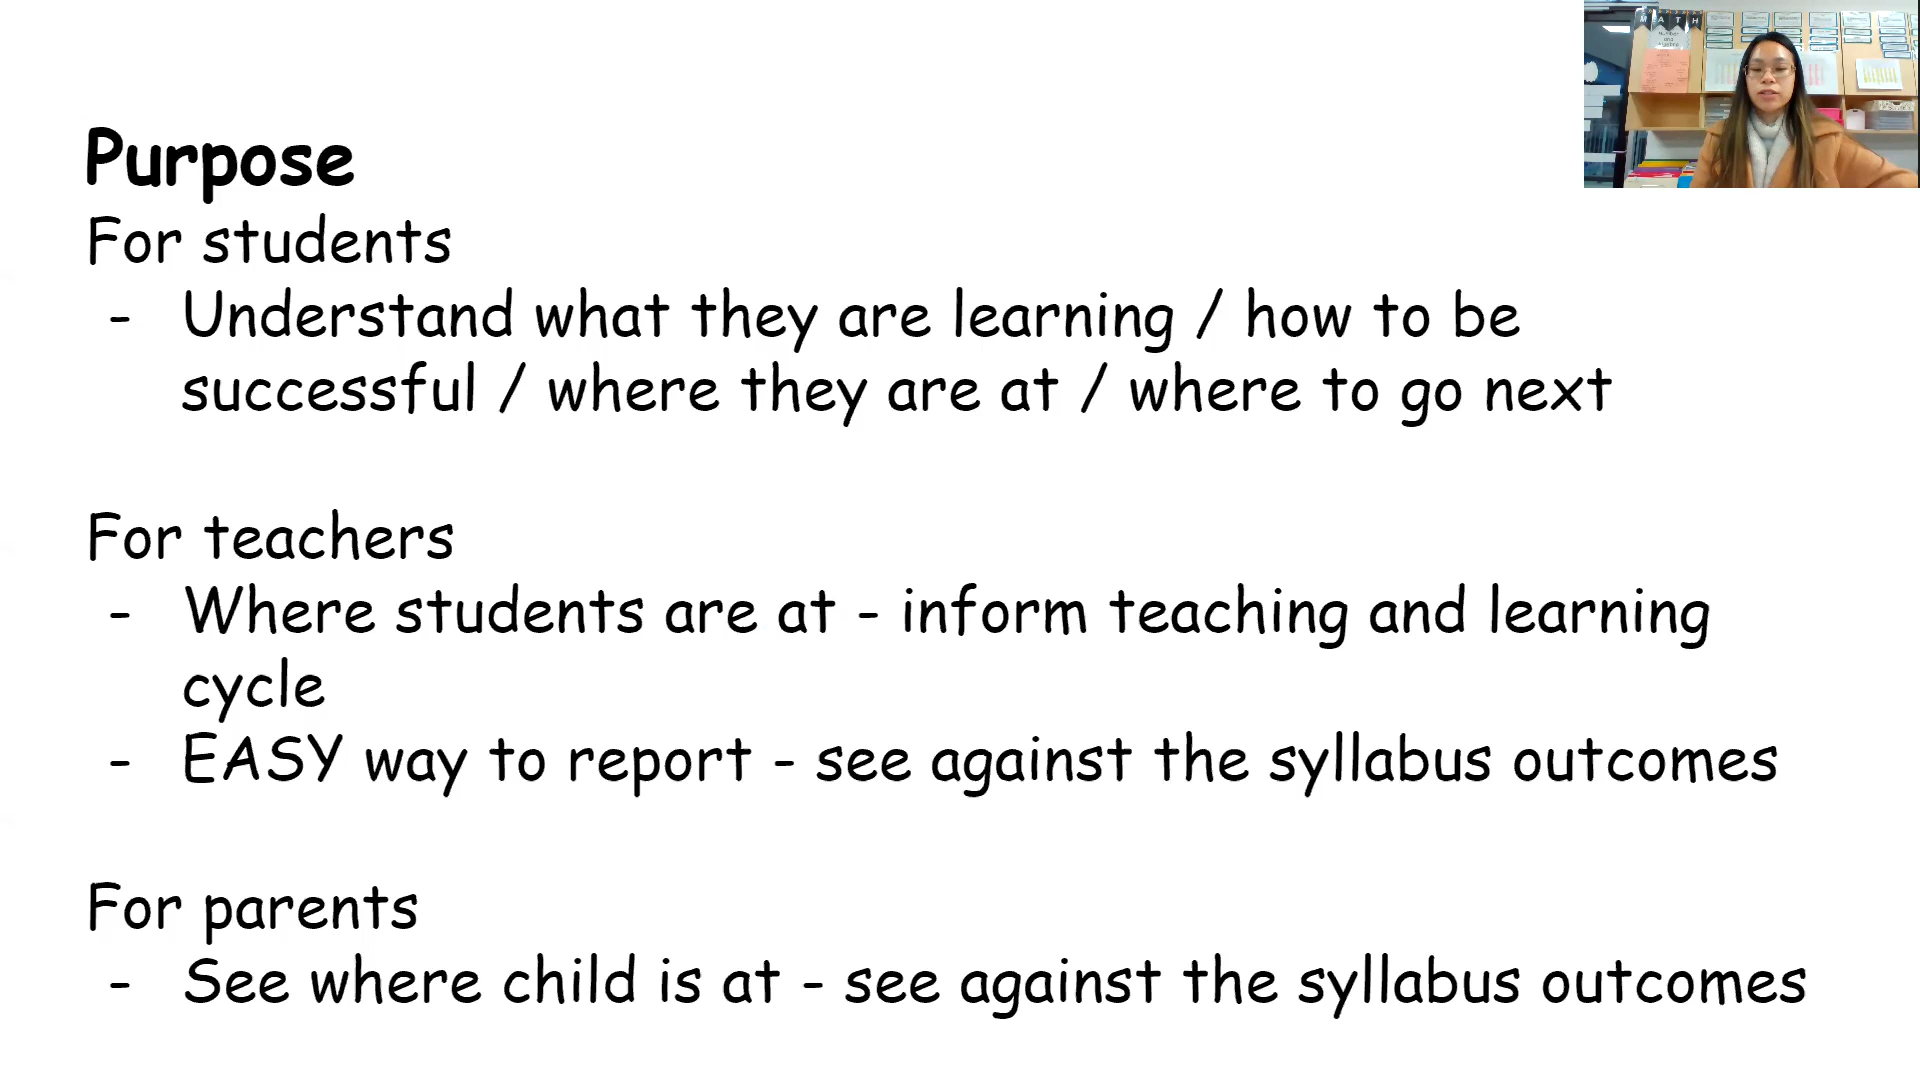 MATH
Purpose
For students
- Understand what they are learning / how to be
successful / where they are at / where to go next
For teachers
- Where students are at - inform teaching and learning
cycle
- EASY way to report - see against the syllabus outcomes
For parents
- See where child is at - see against the syllabus outcomes